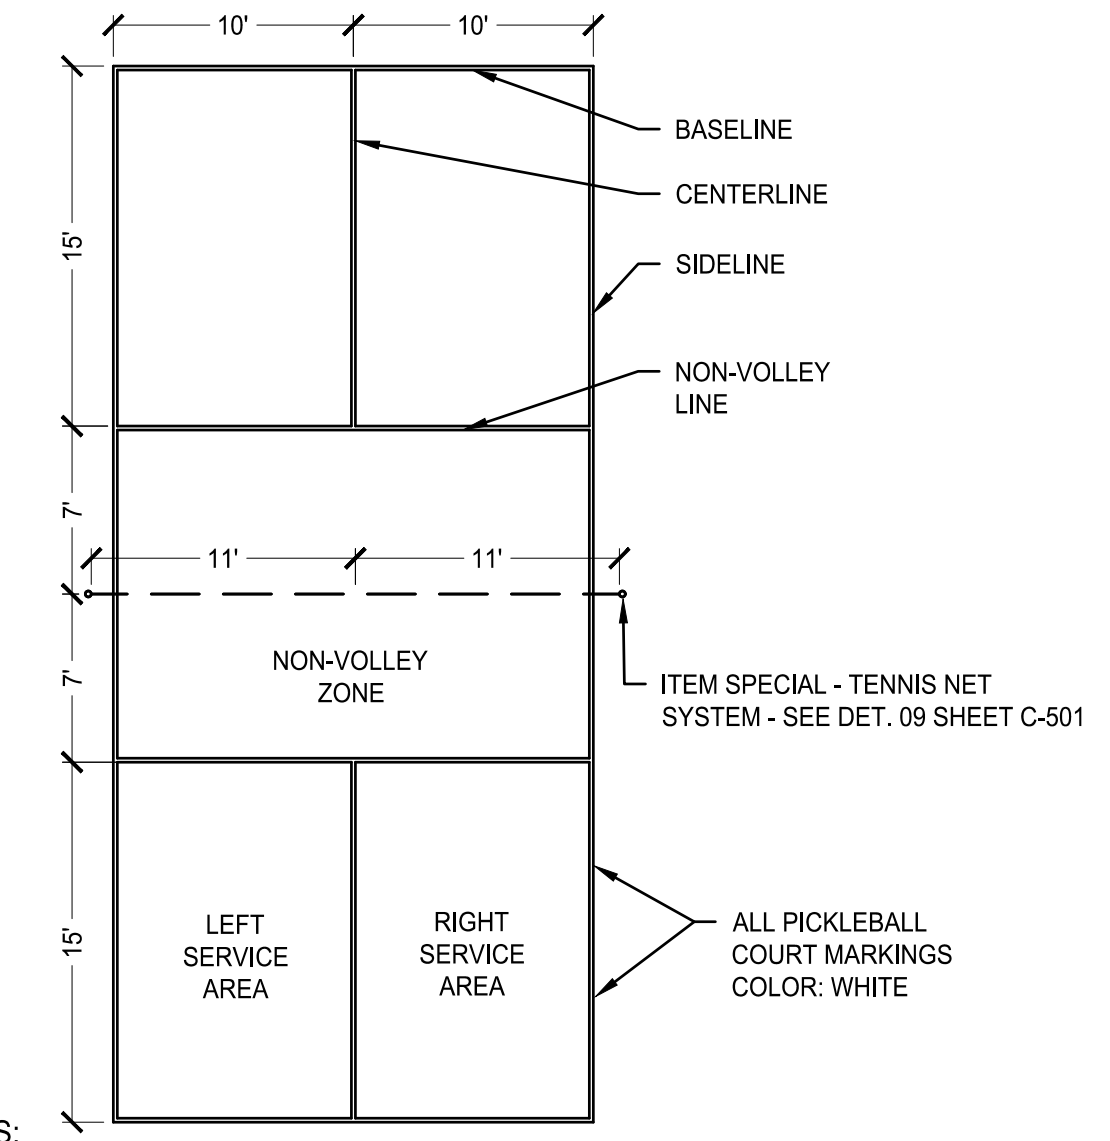 10' 10'
BASELINE
CENTERLINE
15'
SIDELINE
NON-VOLLEY
LINE
7'
11' 11'
NON-VOLLEY
ZONE
7'
ITEM SPECIAL - TENNIS NET
SYSTEM - SEE DET. 09 SHEET C-501
LEFT
SERVICE
AREA
RIGHT
SERVICE
AREA
15'
ALL PICKLEBALL
COURT MARKINGS
COLOR: WHITE